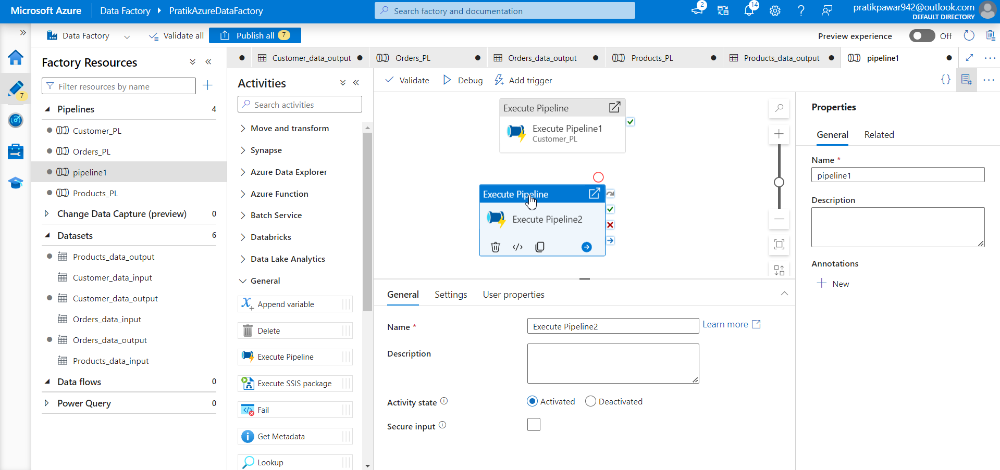 Microsoft Azure
Data Factory
PratikAzureDataFactory
Search factory and documentation
2
14
pratikpawar942@outlook.com
DEFAULT DIRECTORY
Data Factory
Validate all
Publish all
7
Preview experience
Off
7
Factory Resources
Filter resources by name
Pipelines
4
Customer_PL
Orders_PL
pipeline1
Products_PL
Change Data Capture (preview)
0
Datasets
6
Products_data_output
Customer_data_input
Customer_data_output
Orders_data_input
Orders_data_output
Products_data_input
Data flows
0
Power Query
0
Customer_data_output
Orders_PL
Orders_data_output
Products_PL
Products_data_output
pipeline1
Activities
Search activities
Move and transform
Synapse
Azure Data Explorer
Azure Function
Batch Service
Databricks
Data Lake Analytics
General
Append variable
Delete
Execute Pipeline
Execute SSIS package
Fail
Get Metadata
Lookup
Validate
Debug
Add trigger
Execute Pipeline
Execute Pipeline1
Customer_PL
Execute Pipeline
Execute Pipeline2
General
Settings
User properties
Name *
Execute Pipeline2
Learn more
Description
Activity state
Activated
Deactivated
Secure input
Properties
General
Related
Name *
pipeline1
Description
Annotations
New